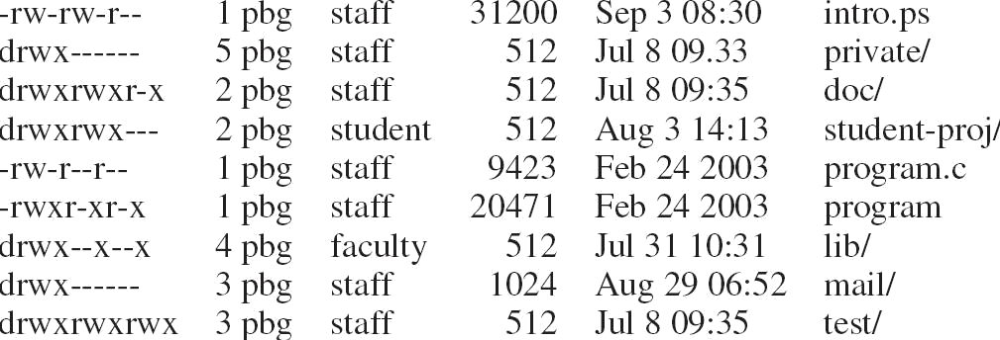 -rw-rw-r-- 1 pbg staff 31200 Sep 3 08:30 intro.ps
drwx------ 5 pbg staff 512 Jul 8 09.33 private/
drwxrwxr-x 2 pbg staff 512 Jul 8 09:35 doc/
drwxrwx--- 2 pbg student 512 Aug 3 14:13 student-proj/
-rw-r--r-- 1 pbg staff 9423 Feb 24 2003 program.c
-rwxr-xr-x 1 pbg staff 20471 Feb 24 2003 program
drwx--x--x 4 pbg faculty 512 Jul 31 10:31 lib/
drwx------ 3 pbg staff 1024 Aug 29 06:52 mail/
drwxrwxrwx 3 pbg staff 512 Jul 8 09:35 test/